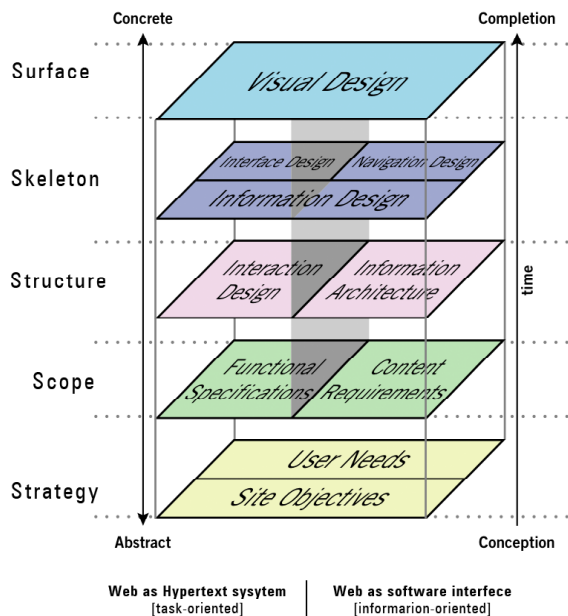 Concrete
Completion
Surface
Visual Design
Skeleton
Interface Design
Navigation Design
Information Design
Structure
Interaction
Design
Information
Architecture
time
Scope
Functional
Specifications
Content
Requirements
Strategy
User Needs
Site Objectives
Abstract
Conception
Web as Hypertext sysytem
[task-oriented]
Web as software interfece
[informarion-oriented]